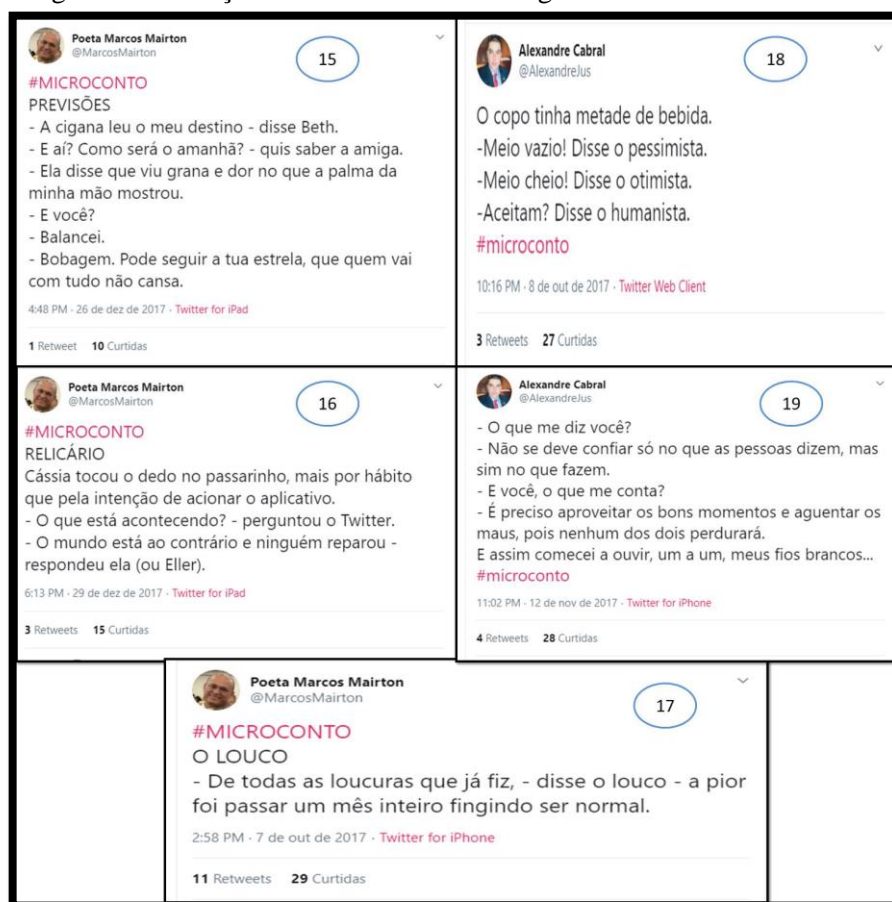 Poeta Marcos Mairton
@MarcosMairton
15
#MICROCONTO
PREVISÕES
- A cigana leu o meu destino - disse Beth.
- E aí? Como será o amanhã? - quis saber a amiga.
- Ela disse que viu grana e dor no que a palma da
minha mão mostrou.
- E você?
- Balancei.
- Bobagem. Pode seguir a tua estrela, que quem vai
com tudo não cansa.
4:48 PM · 26 de dez de 2017 · Twitter for iPad
1 Retweet 10 Curtidas
Alexandre Cabral
@AlexandreJus
18
O copo tinha metade de bebida.
-Meio vazio! Disse o pessimista.
-Meio cheio! Disse o otimista.
-Aceitam? Disse o humanista.
#microconto
10:16 PM · 8 de out de 2017 · Twitter Web Client
3 Retweets 27 Curtidas
Poeta Marcos Mairton
@MarcosMairton
16
#MICROCONTO
RELICÁRIO
Cássia tocou o dedo no passarinho, mais por hábito
que pela intenção de acionar o aplicativo.
- O que está acontecendo? - perguntou o Twitter.
- O mundo está ao contrário e ninguém reparou -
respondeu ela (ou Eller).
6:13 PM · 29 de dez de 2017 · Twitter for iPad
3 Retweets 15 Curtidas
Alexandre Cabral
@AlexandreJus
19
- O que me diz você?
- Não se deve confiar só no que as pessoas dizem, mas
sim no que fazem.
- E você, o que me conta?
- É preciso aproveitar os bons momentos e aguentar os
maus, pois nenhum dos dois perdurará.
E assim comecei a ouvir, um a um, meus fios brancos...
#microconto
11:02 PM · 12 de nov de 2017 · Twitter for iPhone
4 Retweets 28 Curtidas
Poeta Marcos Mairton
@MarcosMairton
17
#MICROCONTO
O LOUCO
- De todas as loucuras que já fiz, - disse o louco - a pior
foi passar um mês inteiro fingindo ser normal.
2:58 PM · 7 de out de 2017 · Twitter for iPhone
11 Retweets 29 Curtidas